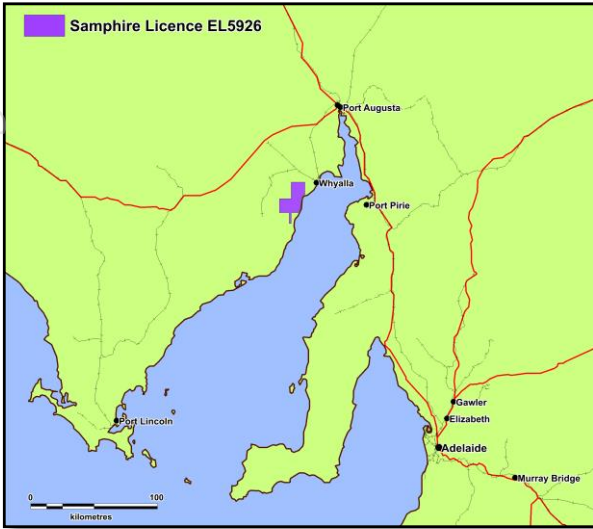 Samphire Licence EL5926
Port Augusta
Whyalla
Port Pirie
Gawler
Port Lincoln
Elizabeth
Adelaide
Murray Bridge
0 100
kilometres